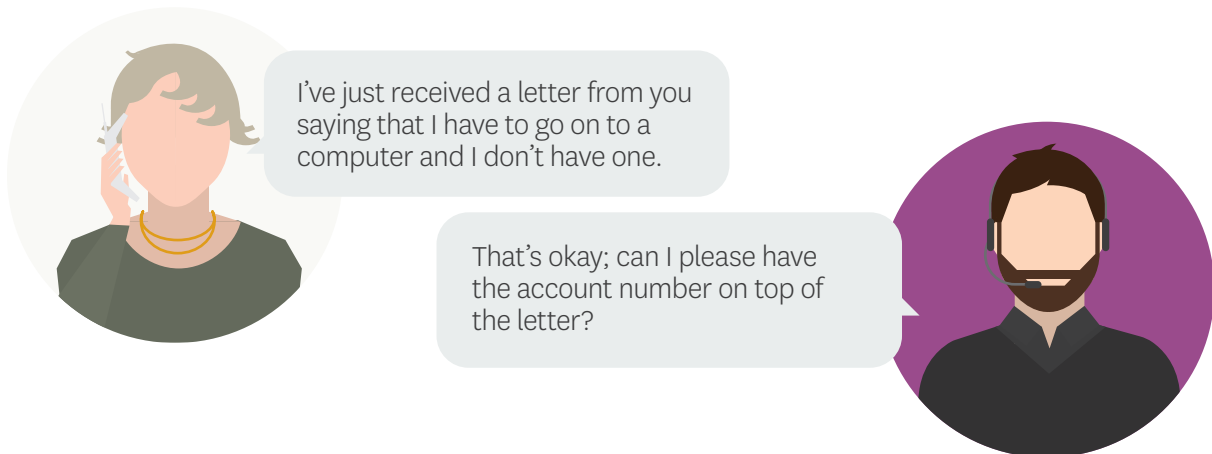 I’ve just received a letter from you
saying that I have to go on to a
computer and I don’t have one.
That’s okay; can I please have
the account number on top of
the letter?